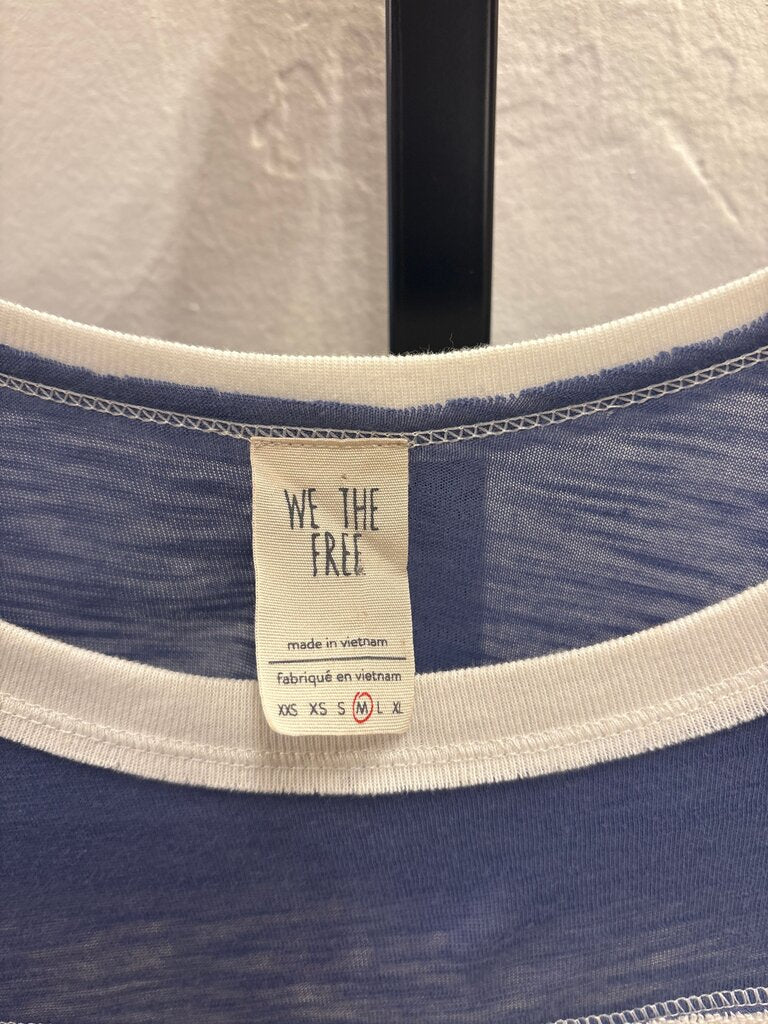 WE THE
FREE
made in vietnam
fabriqué en vietnam
XXS XS S M L XL